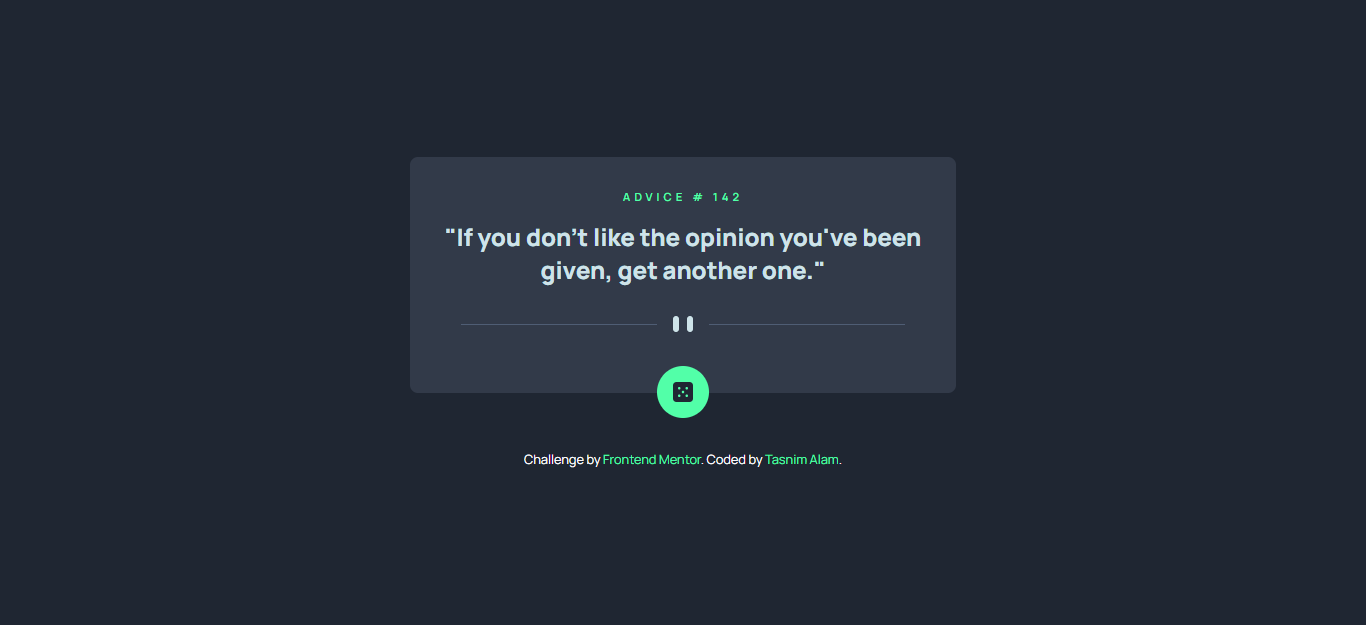 ADVICE # 142
"If you don't like the opinion you've been
given, get another one."
Challenge by Frontend Mentor. Coded by Tasnim Alam.